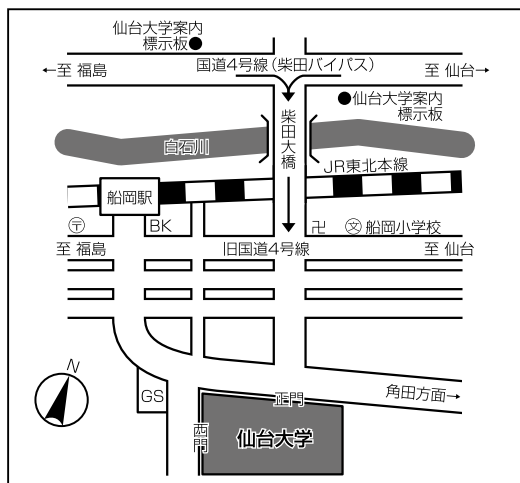 仙台大学案内
標示板●
国道4号線(柴田バイパス)
←至 福島
至 仙台→
●仙台大学案内
標示板
柴田大橋
白石川
JR東北本線
船岡駅
〒
BK
卍
文 船岡小学校
至 福島
旧国道4号線
至 仙台
N
GS
角田方面→
正門
西門
仙台大学